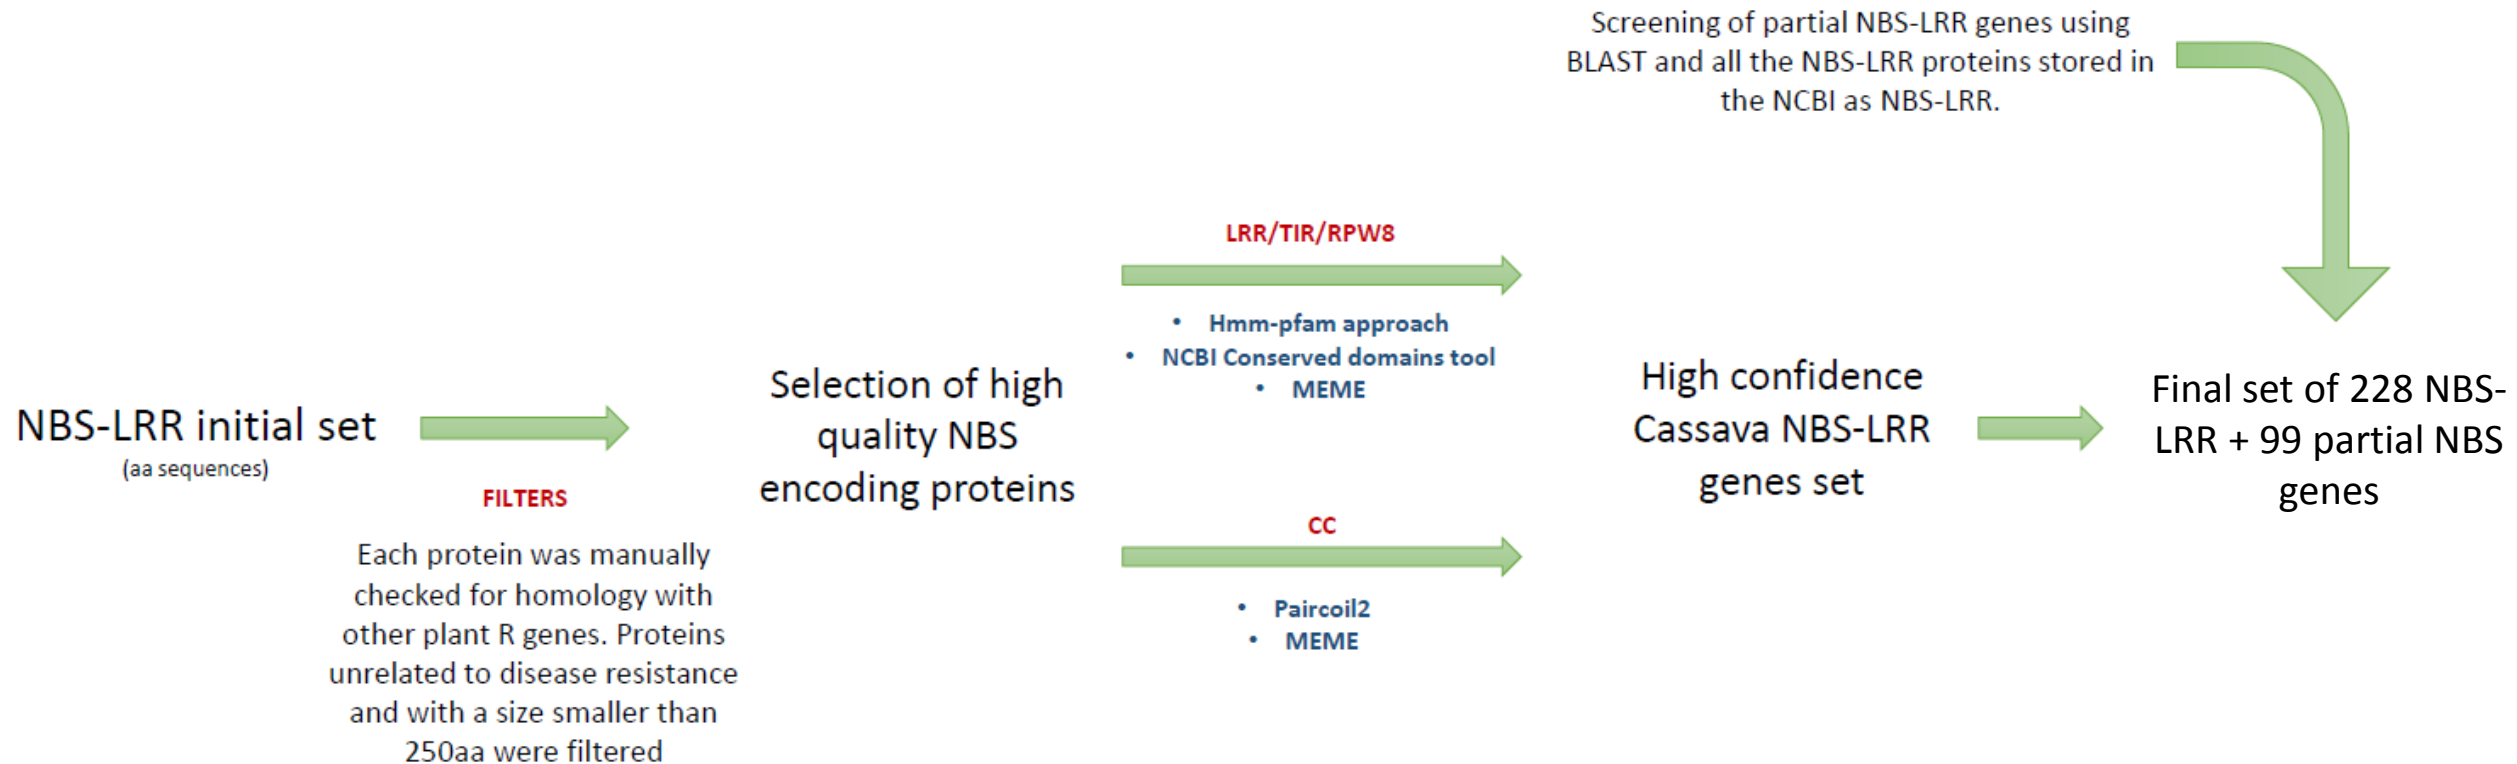 Screening of partial NBS-LRR genes using
BLAST and all the NBS-LRR proteins stored in
the NCBI as NBS-LRR.
NBS-LRR initial set
(aa sequences)
FILTERS
Each protein was manually
checked for homology with
other plant R genes. Proteins
unrelated to disease resistance
and with a size smaller than
250aa were filtered
Selection of high
quality NBS
encoding proteins
LRR/TIR/RPW8
• Hmm-pfam approach
• NCBI Conserved domains tool
• MEME
CC
• Paircoil2
• MEME
High confidence
Cassava NBS-LRR
genes set
Final set of 228 NBS-
LRR + 99 partial NBS
genes